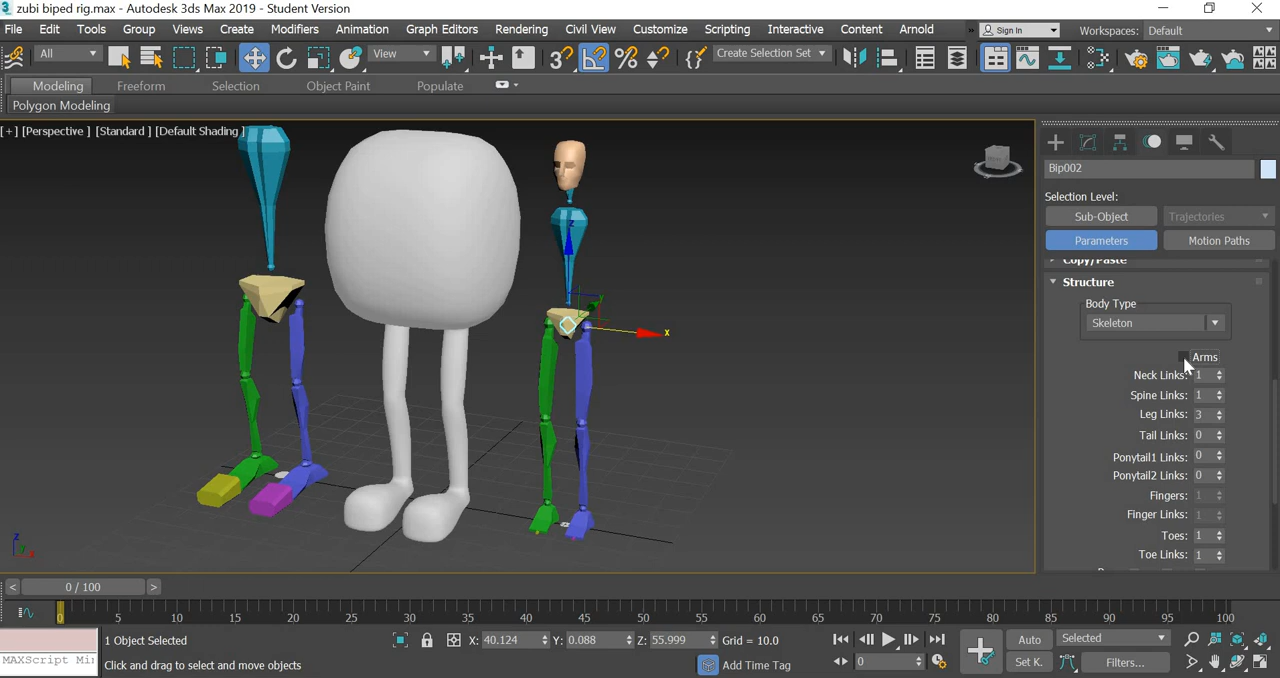 zubi biped rig.max - Autodesk 3ds Max 2019 - Student Version
File Edit Tools Group Views Create Modifiers Animation Graph Editors Rendering Civil View Customize Scripting Interactive Content Arnold » Sign In Workspaces: Default
All View Create Selection Set
Modeling Freeform Selection Object Paint Populate
Polygon Modeling
[+] [Perspective ] [Standard ] [Default Shading ]
Bip002
Selection Level:
Sub-Object Trajectories
Parameters Motion Paths
Copy/Paste
Structure
Body Type
Skeleton
Arms
Neck Links: 1
Spine Links: 1
Leg Links: 3
Tail Links: 0
Ponytail1 Links: 0
Ponytail2 Links: 0
Fingers: 1
Finger Links: 1
Toes: 1
Toe Links: 1
z
x
y
z
x
< 0 / 100 >
0 5 10 15 20 25 30 35 40 45 50 55 60 65 70 75 80 85 90 95 100
1 Object Selected X: 40.124 Y: 0.088 Z: 55.999 Grid = 10.0 Auto Selected
MAXScript Mi Click and drag to select and move objects Add Time Tag 0 Set K. Filters...